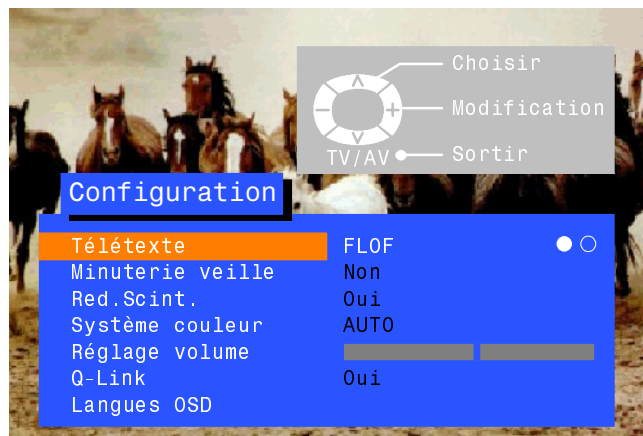 Choisir
Modification
TV/AV Sortir
Configuration
Télétexte FLOF
Minuterie veille Non
Red.Scint. Oui
Système couleur AUTO
Réglage volume
Q-Link Oui
Langues OSD